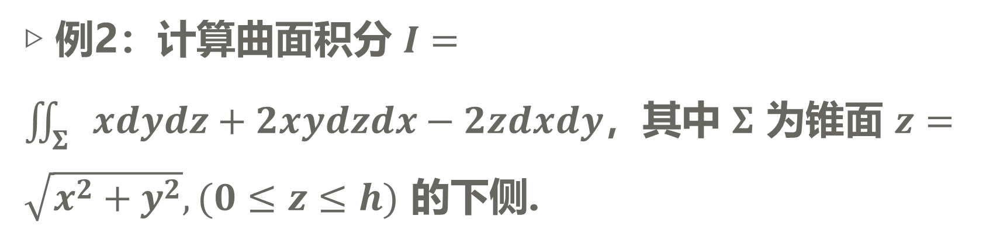 ▷ 例2：计算曲面积分 I =
∬_Σ xdydz + 2xydzdx − 2zdxdy，其中 Σ 为锥面 z =
√(x² + y²), (0 ≤ z ≤ h) 的下侧.